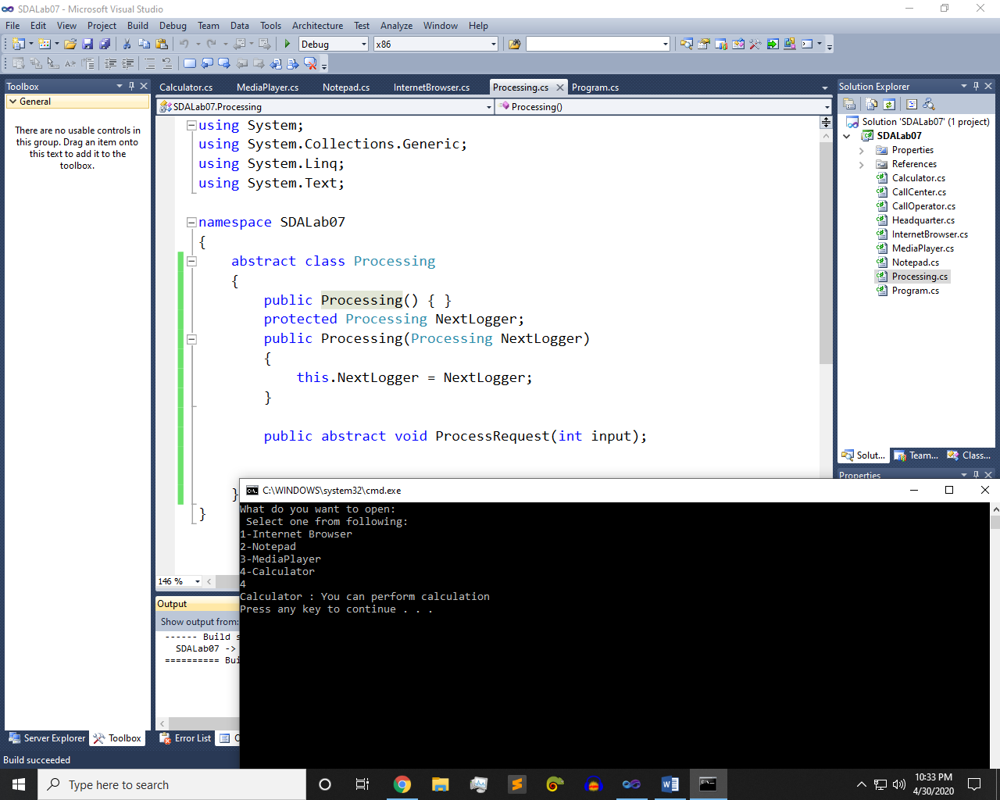 SDALab07 - Microsoft Visual Studio
File Edit View Project Build Debug Team Data Tools Architecture Test Analyze Window Help
Debug x86
Toolbox
General
There are no usable controls in
this group. Drag an item onto
this text to add it to the
toolbox.
Calculator.cs MediaPlayer.cs Notepad.cs InternetBrowser.cs Processing.cs Program.cs
SDALab07.Processing Processing()
using System;
using System.Collections.Generic;
using System.Linq;
using System.Text;
namespace SDALab07
{
abstract class Processing
{
public Processing() { }
protected Processing NextLogger;
public Processing(Processing NextLogger)
{
this.NextLogger = NextLogger;
}
public abstract void ProcessRequest(int input);
}
}
146 %
Solution Explorer
Solution 'SDALab07' (1 project)
SDALab07
Properties
References
Calculator.cs
CallCenter.cs
CallOperator.cs
Headquarter.cs
InternetBrowser.cs
MediaPlayer.cs
Notepad.cs
Processing.cs
Program.cs
Solut... Team... Class...
Properties
C:\WINDOWS\system32\cmd.exe
What do you want to open:
Select one from following:
1-Internet Browser
2-Notepad
3-MediaPlayer
4-Calculator
4
Calculator : You can perform calculation
Press any key to continue . . .
Output
Show output from:
------ Build s
SDALab07 ->
========== Bui
Server Explorer Toolbox Error List O
Build succeeded
Type here to search
10:33 PM
4/30/2020